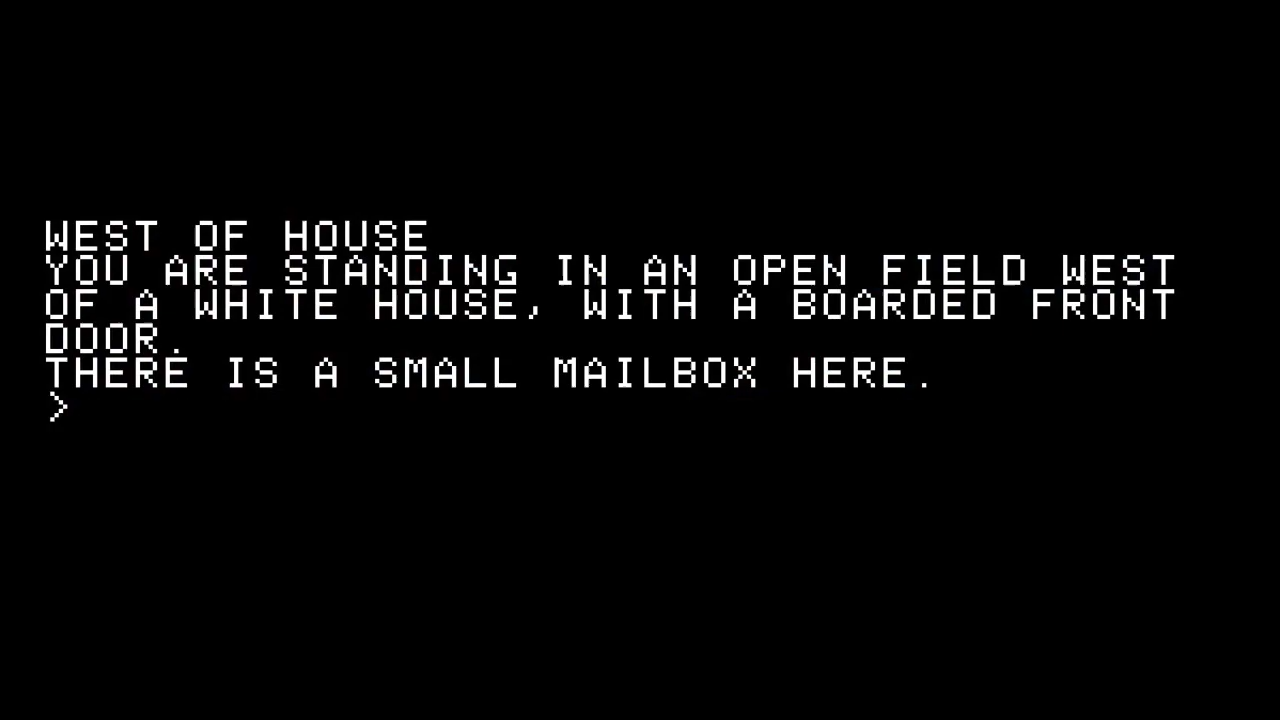 WEST OF HOUSE
YOU ARE STANDING IN AN OPEN FIELD WEST
OF A WHITE HOUSE, WITH A BOARDED FRONT
DOOR.
THERE IS A SMALL MAILBOX HERE.
>